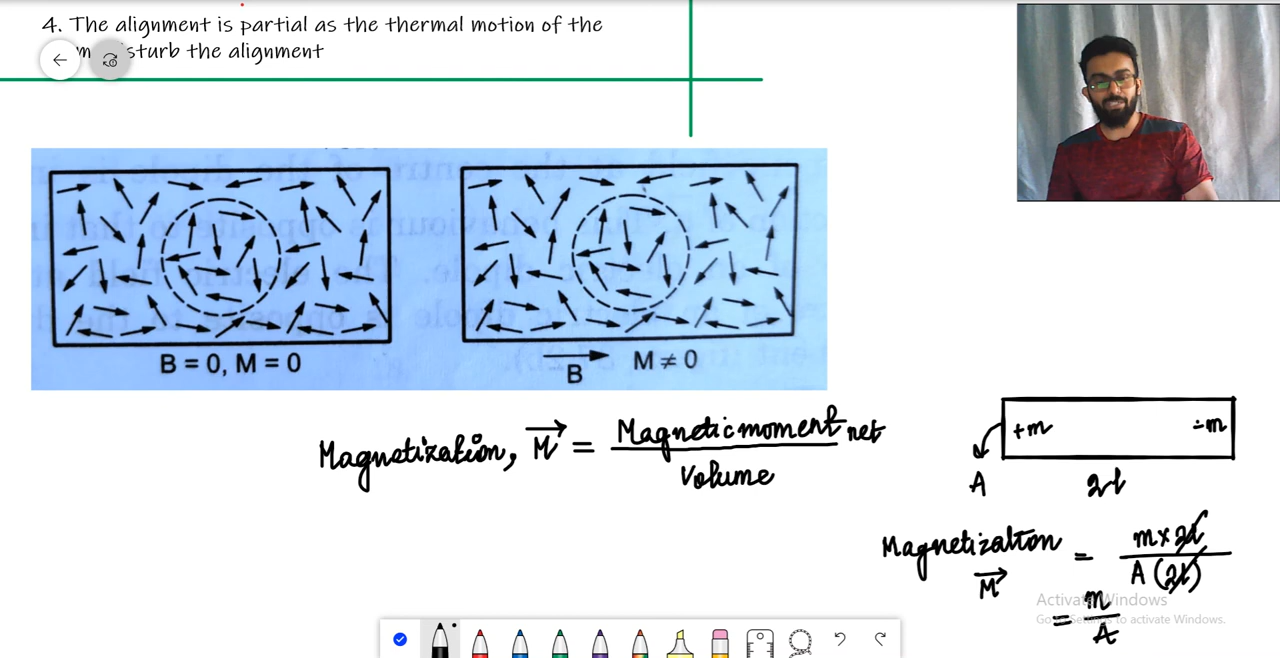 4. The alignment is partial as the thermal motion of the
sturb the alignment
B = 0, M = 0
B
M ≠ 0
Magnetization, M = Magnetic moment net
Volume
+m
-m
A
2l
Magnetization
M
= m × 2l
A (2l)
= m
A
Activate Windows
Go to Settings to activate Windows.